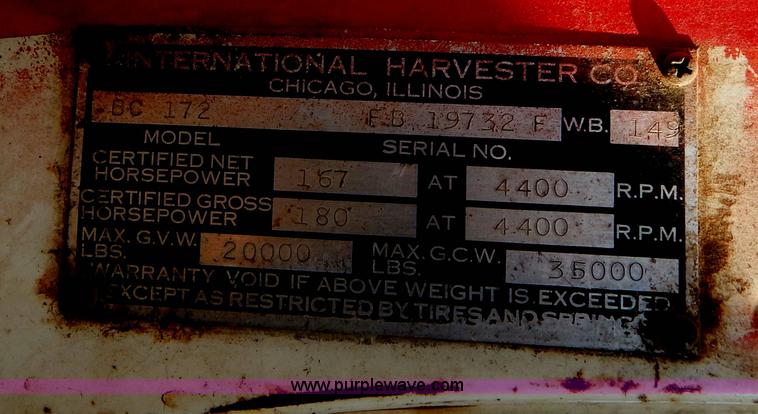 INTERNATIONAL HARVESTER CO.
CHICAGO, ILLINOIS
BC 172 FB 19732 F W.B. 149
MODEL SERIAL NO.
CERTIFIED NET HORSEPOWER 167 AT 4400 R.P.M.
CERTIFIED GROSS HORSEPOWER 180 AT 4400 R.P.M.
MAX. G.V.W. LBS. 20000 MAX. G.C.W. LBS. 35000
WARRANTY VOID IF ABOVE WEIGHT IS EXCEEDED
EXCEPT AS RESTRICTED BY TIRES AND SPRINGS
www.purplewave.com